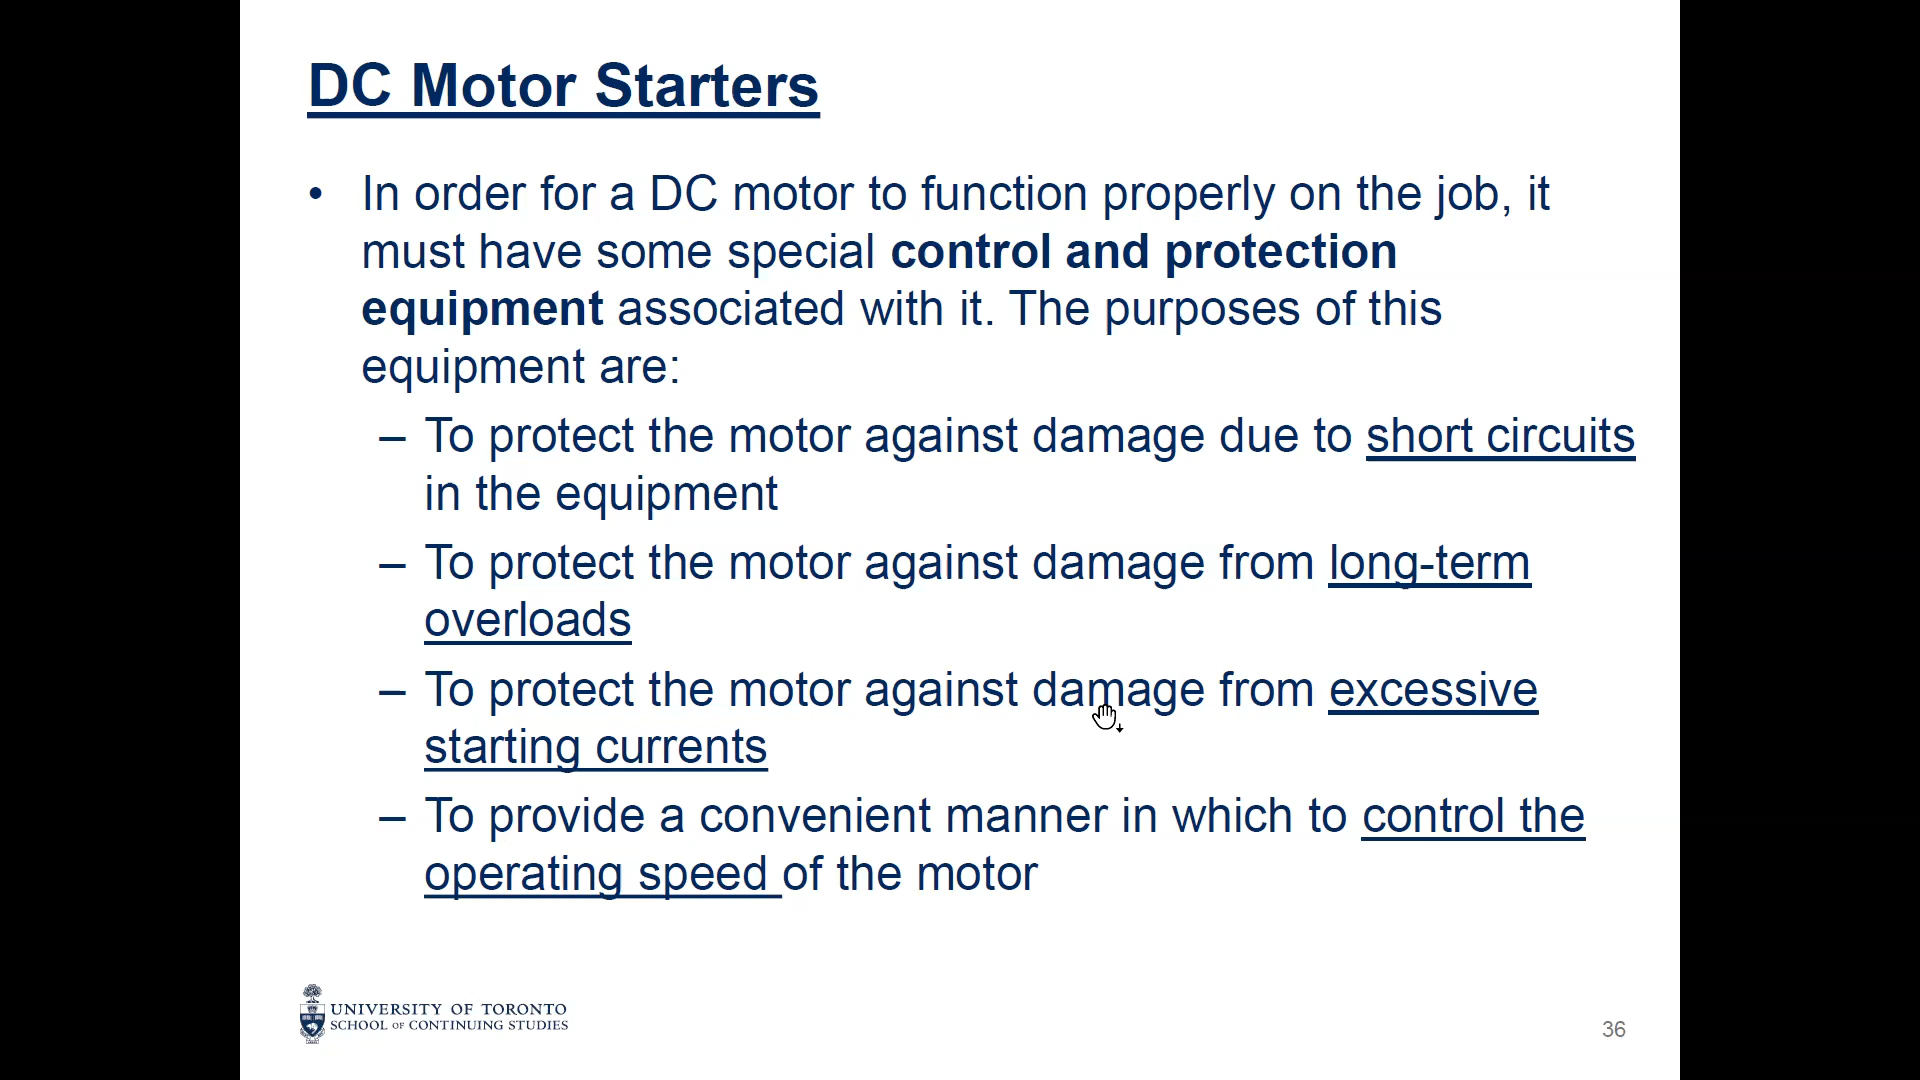 DC Motor Starters
• In order for a DC motor to function properly on the job, it
must have some special control and protection
equipment associated with it. The purposes of this
equipment are:
– To protect the motor against damage due to short circuits
in the equipment
– To protect the motor against damage from long-term
overloads
– To protect the motor against damage from excessive
starting currents
– To provide a convenient manner in which to control the
operating speed of the motor
UNIVERSITY OF TORONTO
SCHOOL OF CONTINUING STUDIES
36